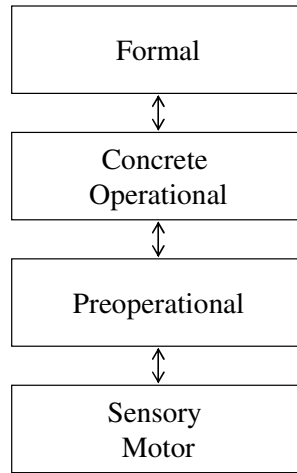 Formal
Concrete
Operational
Preoperational
Sensory
Motor